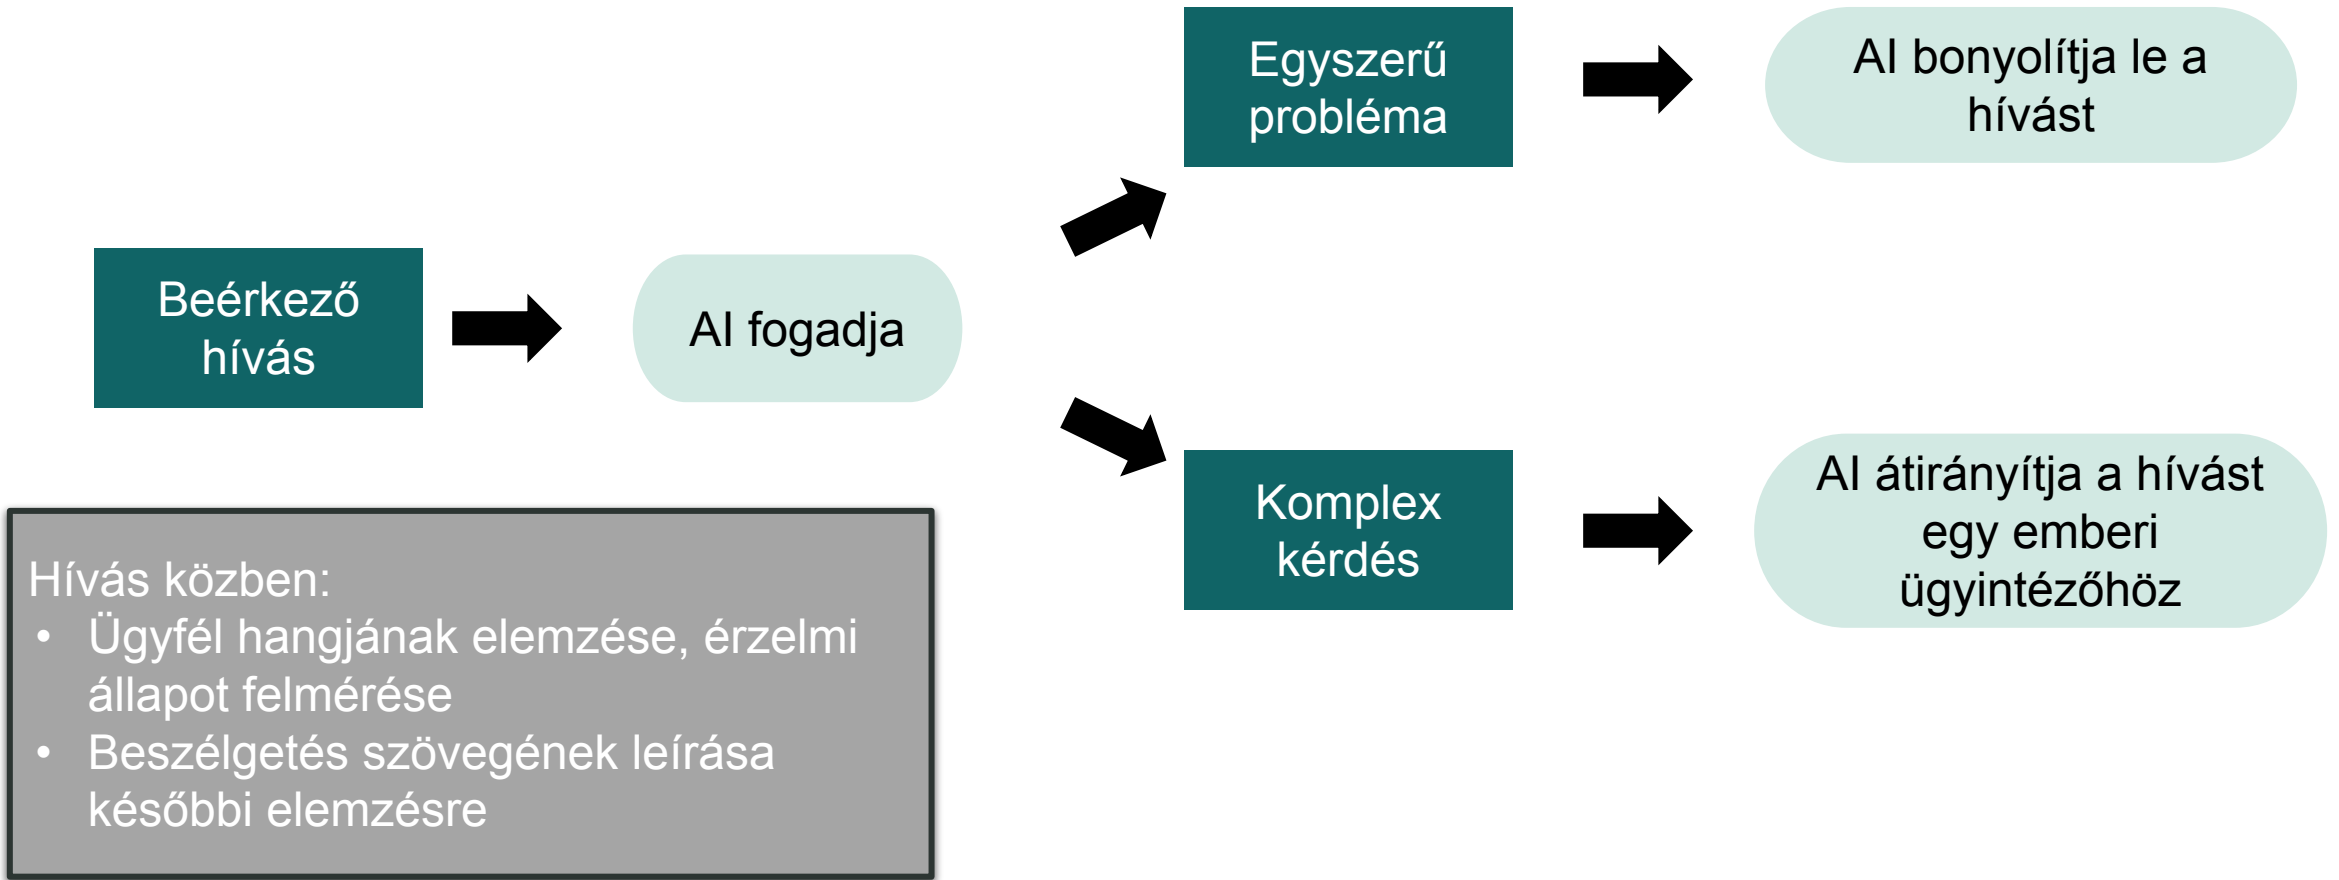 Beérkező
hívás
AI fogadja
Egyszerű
probléma
AI bonyolítja le a
hívást
Komplex
kérdés
AI átirányítja a hívást
egy emberi
ügyintézőhöz
Hívás közben:
• Ügyfél hangjának elemzése, érzelmi
állapot felmérése
• Beszélgetés szövegének leírása
későbbi elemzésre